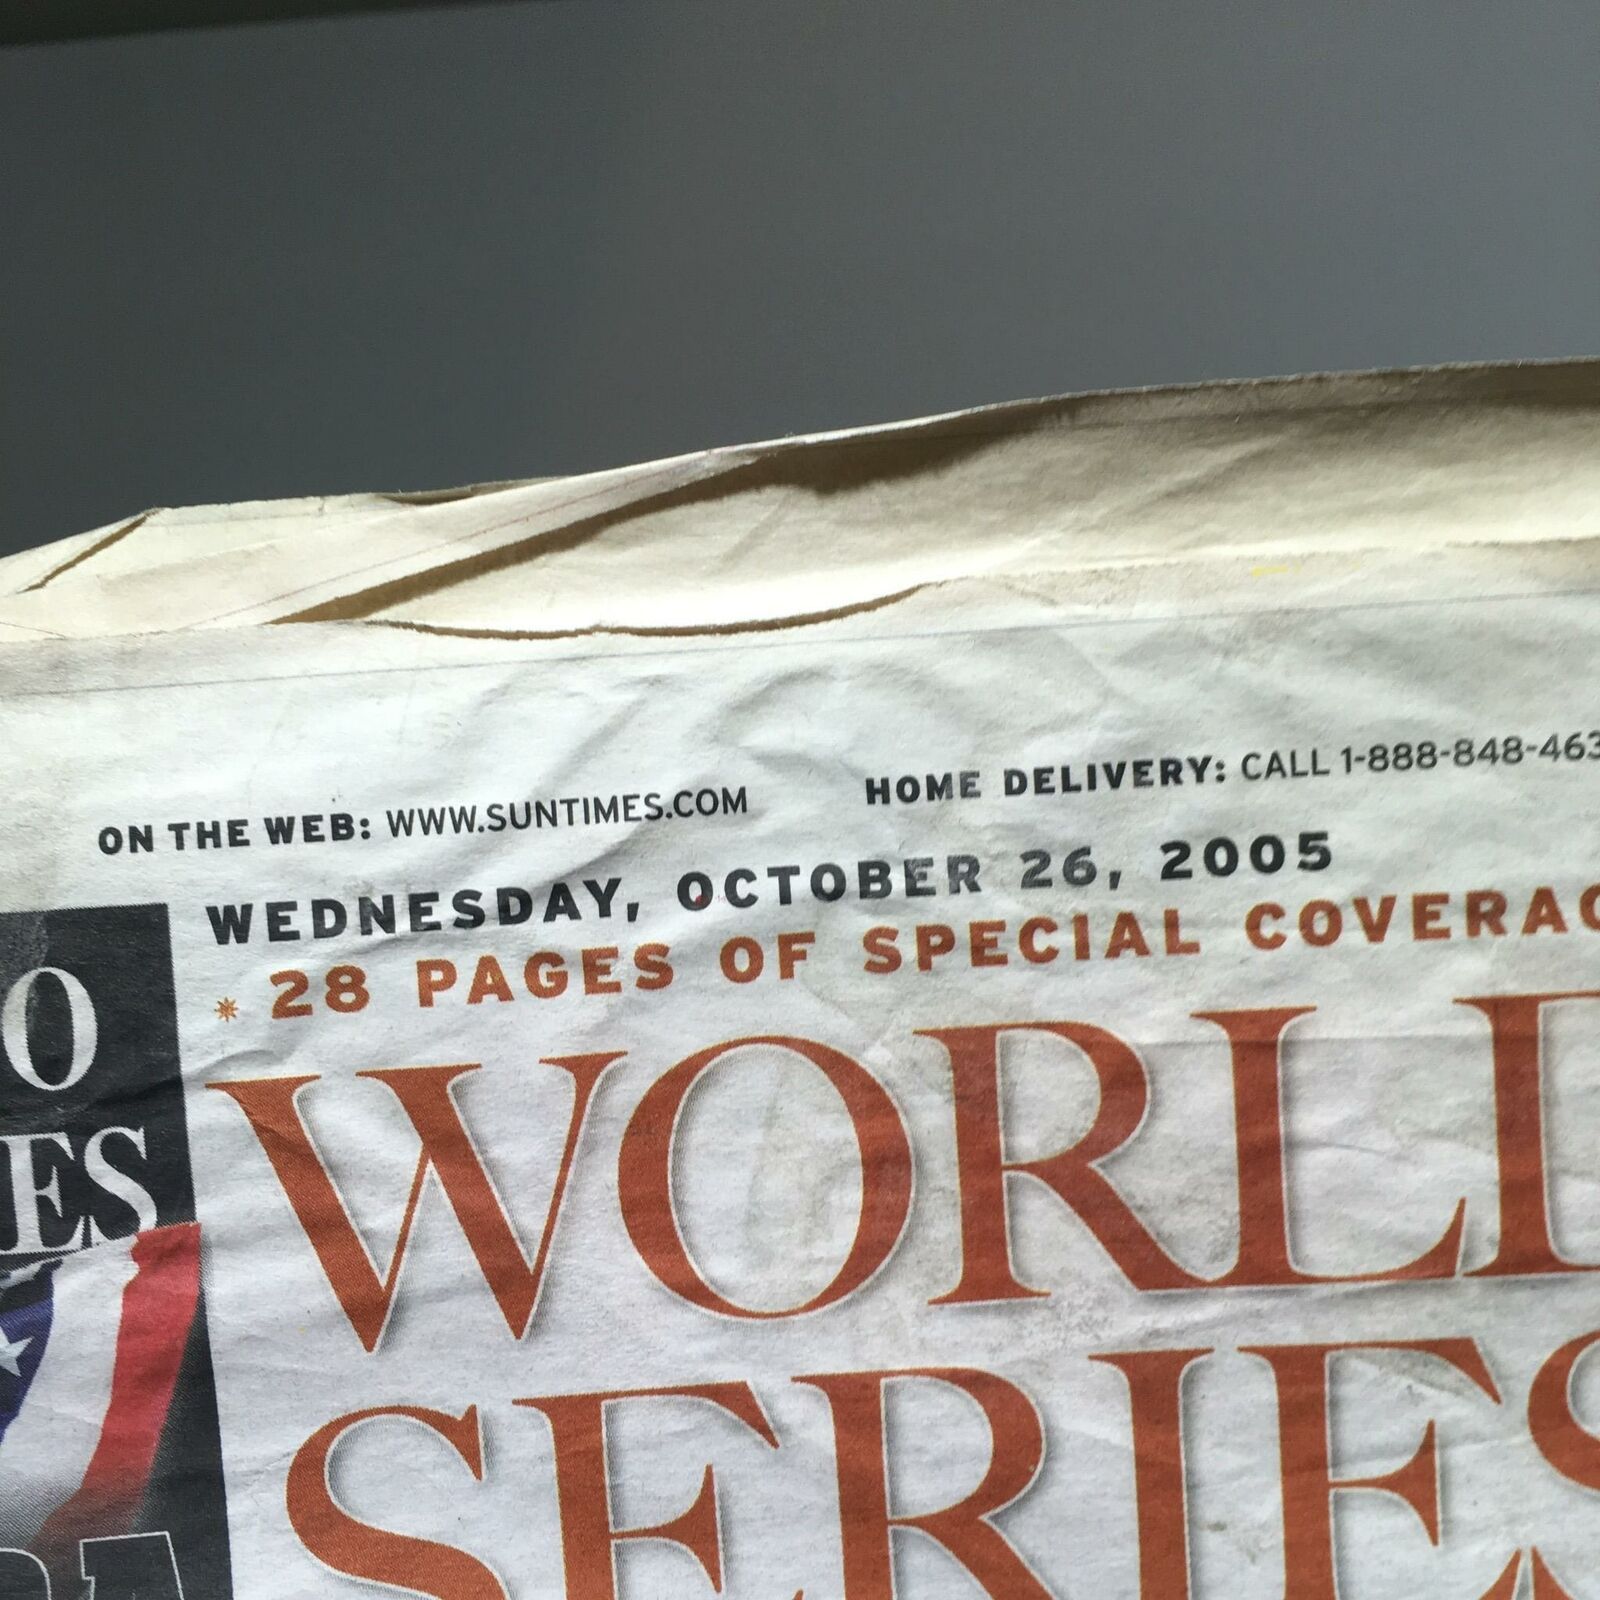 ON THE WEB: WWW.SUNTIMES.COM HOME DELIVERY: CALL 1-888-848-463
WEDNESDAY, OCTOBER 26, 2005
* 28 PAGES OF SPECIAL COVERAG
O
ES
WORLD
SERIES